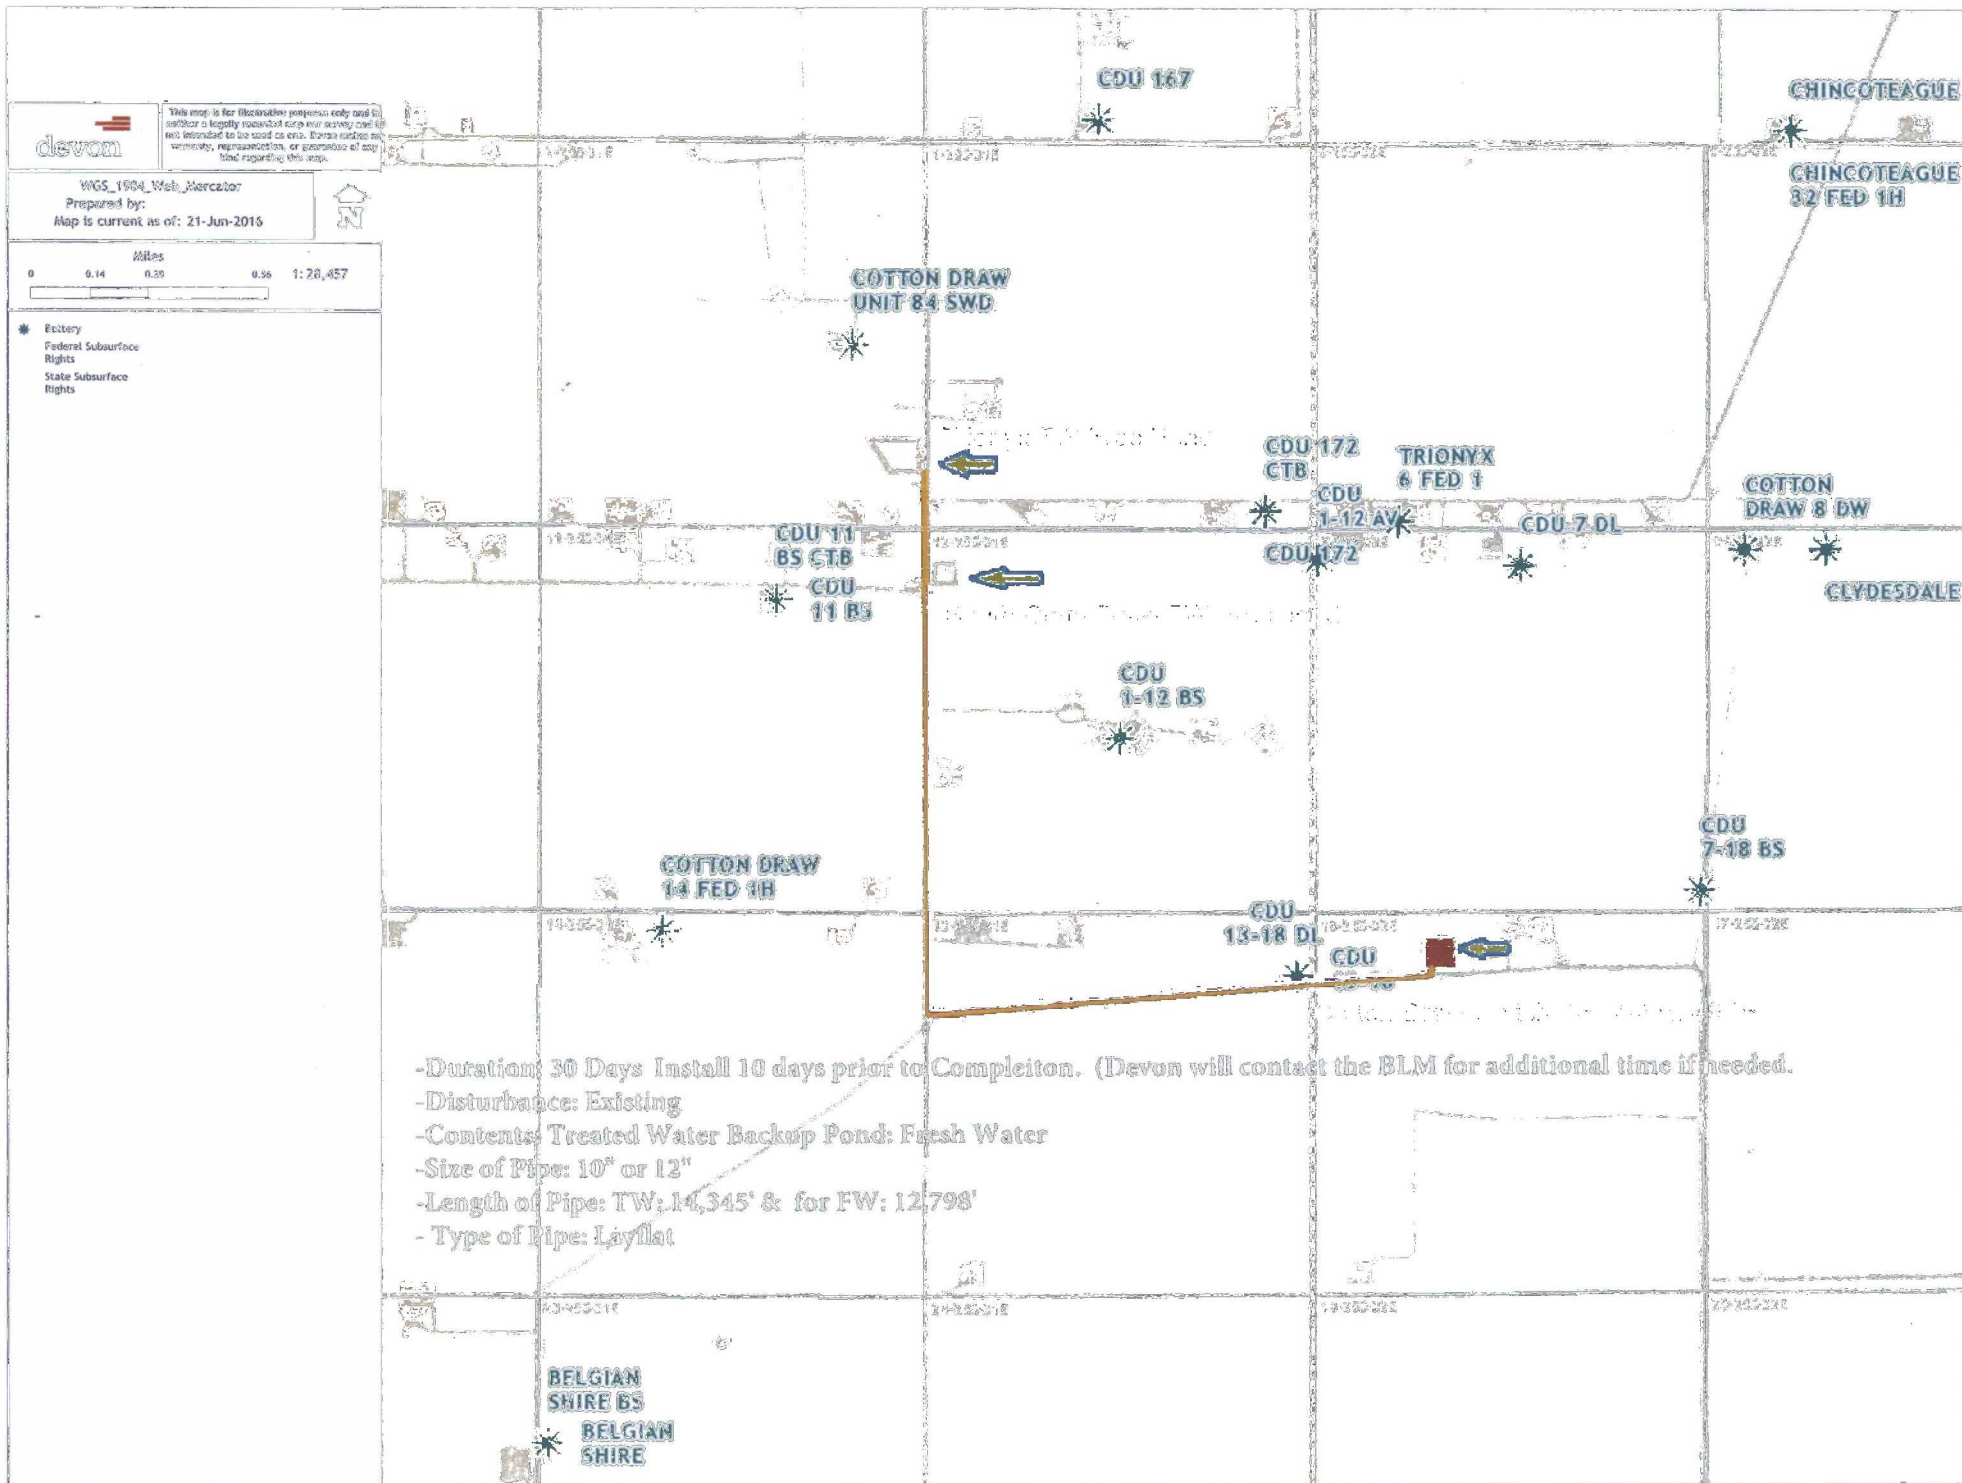 devon
This map is for illustrative purposes only and is
neither a legally recorded map nor survey and is
not intended to be used as one. Devon makes no
warranty, representation, or guarantee of any
kind regarding this map.
WGS_1984_Web_Mercator
Prepared by:
Map is current as of: 21-Jun-2016
N
Miles
0 0.14 0.56 1:28,457
Battery
Federal Subsurface
Rights
State Subsurface
Rights
CDU 167
CHINCOTEAGUE
CHINCOTEAGUE
32 FED 1H
COTTON DRAW
UNIT 84 SWD
CDU 172
CTB
TRIONYX
6 FED 1
CDU
1-12 AV
COTTON
DRAW 8 DW
CDU 7 DL
CDU 11
BS CTB
CDU 172
CDU
11 BS
CLYDESDALE
CDU
1-12 BS
CDU
7-18 BS
COTTON DRAW
14 FED 1H
CDU
13-18 DL
CDU
-Duration: 30 Days Install 10 days prior to Compleiton. (Devon will contact the BLM for additional time if needed.
-Disturbance: Existing
-Contents: Treated Water Backup Pond: Fresh Water
-Size of Pipe: 10" or 12"
-Length of Pipe: TW: 14,345' & for FW: 12,798'
- Type of Pipe: Layflat
BELGIAN
SHIRE BS
BELGIAN
SHIRE